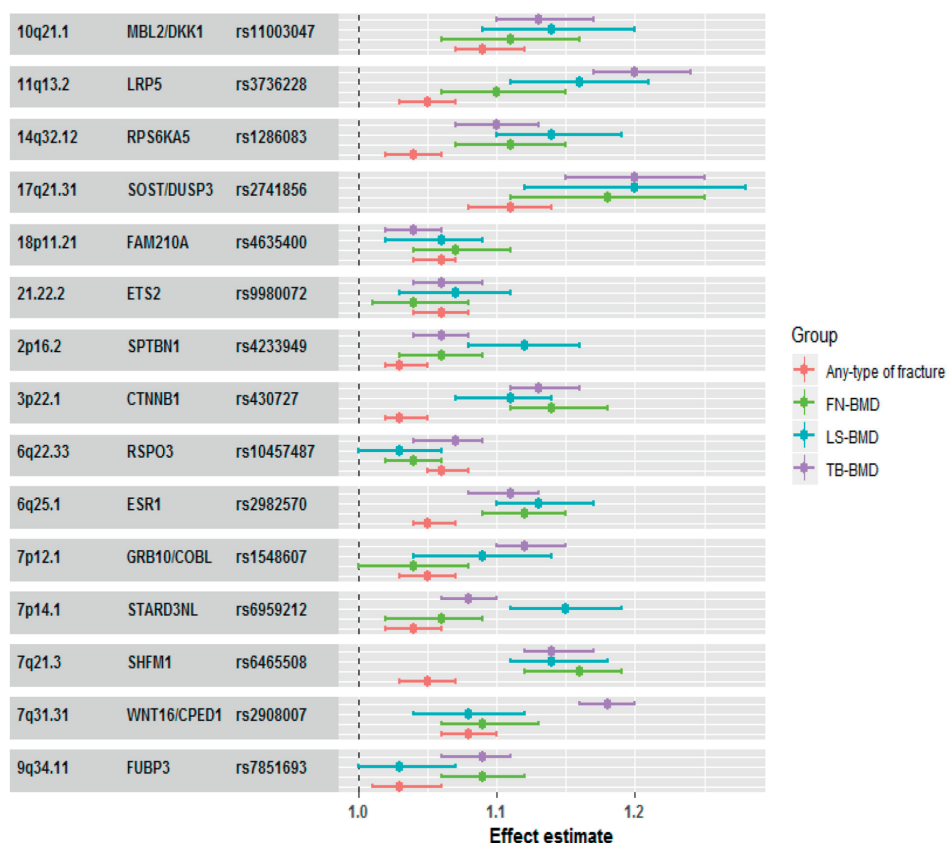 10q21.1 MBL2/DKK1 rs11003047
11q13.2 LRP5 rs3736228
14q32.12 RPS6KA5 rs1286083
17q21.31 SOST/DUSP3 rs2741856
18p11.21 FAM210A rs4635400
21.22.2 ETS2 rs9980072
2p16.2 SPTBN1 rs4233949
3p22.1 CTNNB1 rs430727
6q22.33 RSPO3 rs10457487
6q25.1 ESR1 rs2982570
7p12.1 GRB10/COBL rs1548607
7p14.1 STARD3NL rs6959212
7q21.3 SHFM1 rs6465508
7q31.31 WNT16/CPED1 rs2908007
9q34.11 FUBP3 rs7851693
1.0 1.1 1.2
Effect estimate
Group
Any-type of fracture
FN-BMD
LS-BMD
TB-BMD